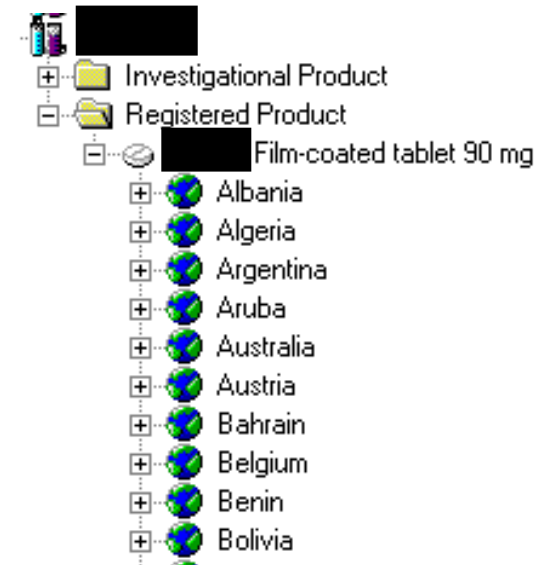 Investigational Product
Registered Product
Film-coated tablet 90 mg
Albania
Algeria
Argentina
Aruba
Australia
Austria
Bahrain
Belgium
Benin
Bolivia